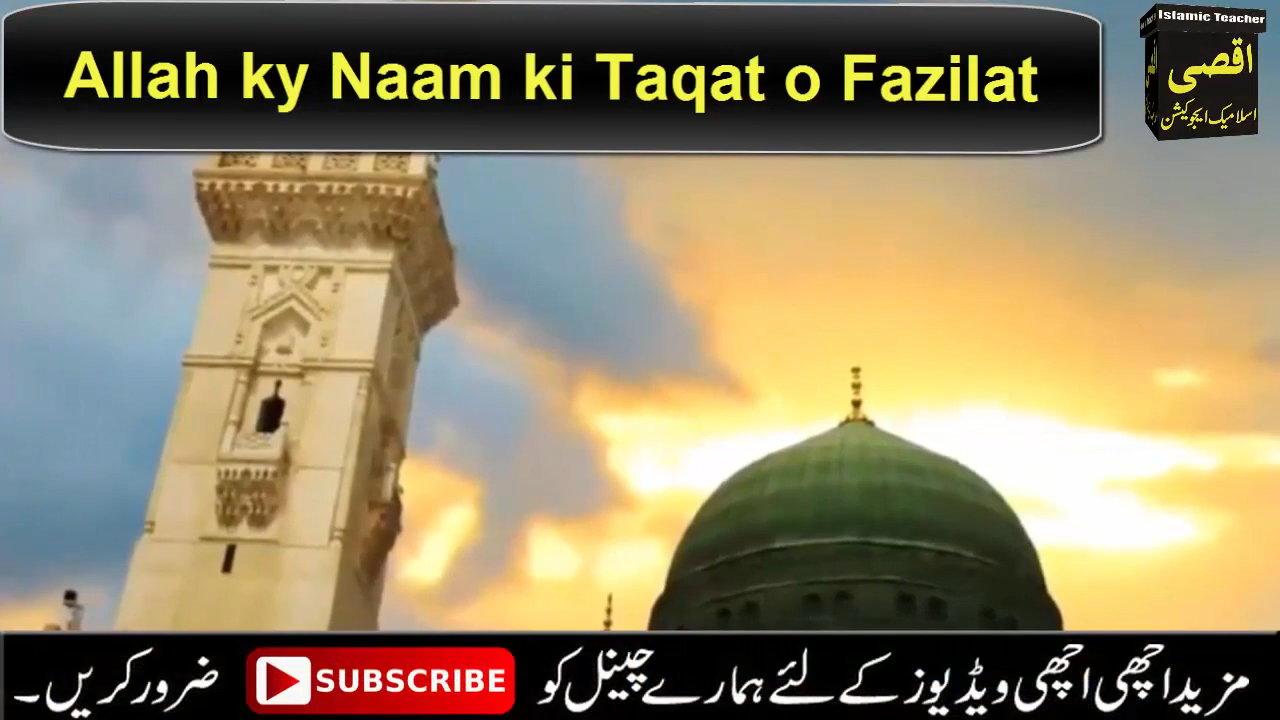 Allah ky Naam ki Taqat o Fazilat
Islamic Teacher
اقصی
اسلامیک ایجوکیشن
مزید اچھی اچھی ویڈیوز کے لئے ہمارے چینل کو SUBSCRIBE ضرور کریں۔